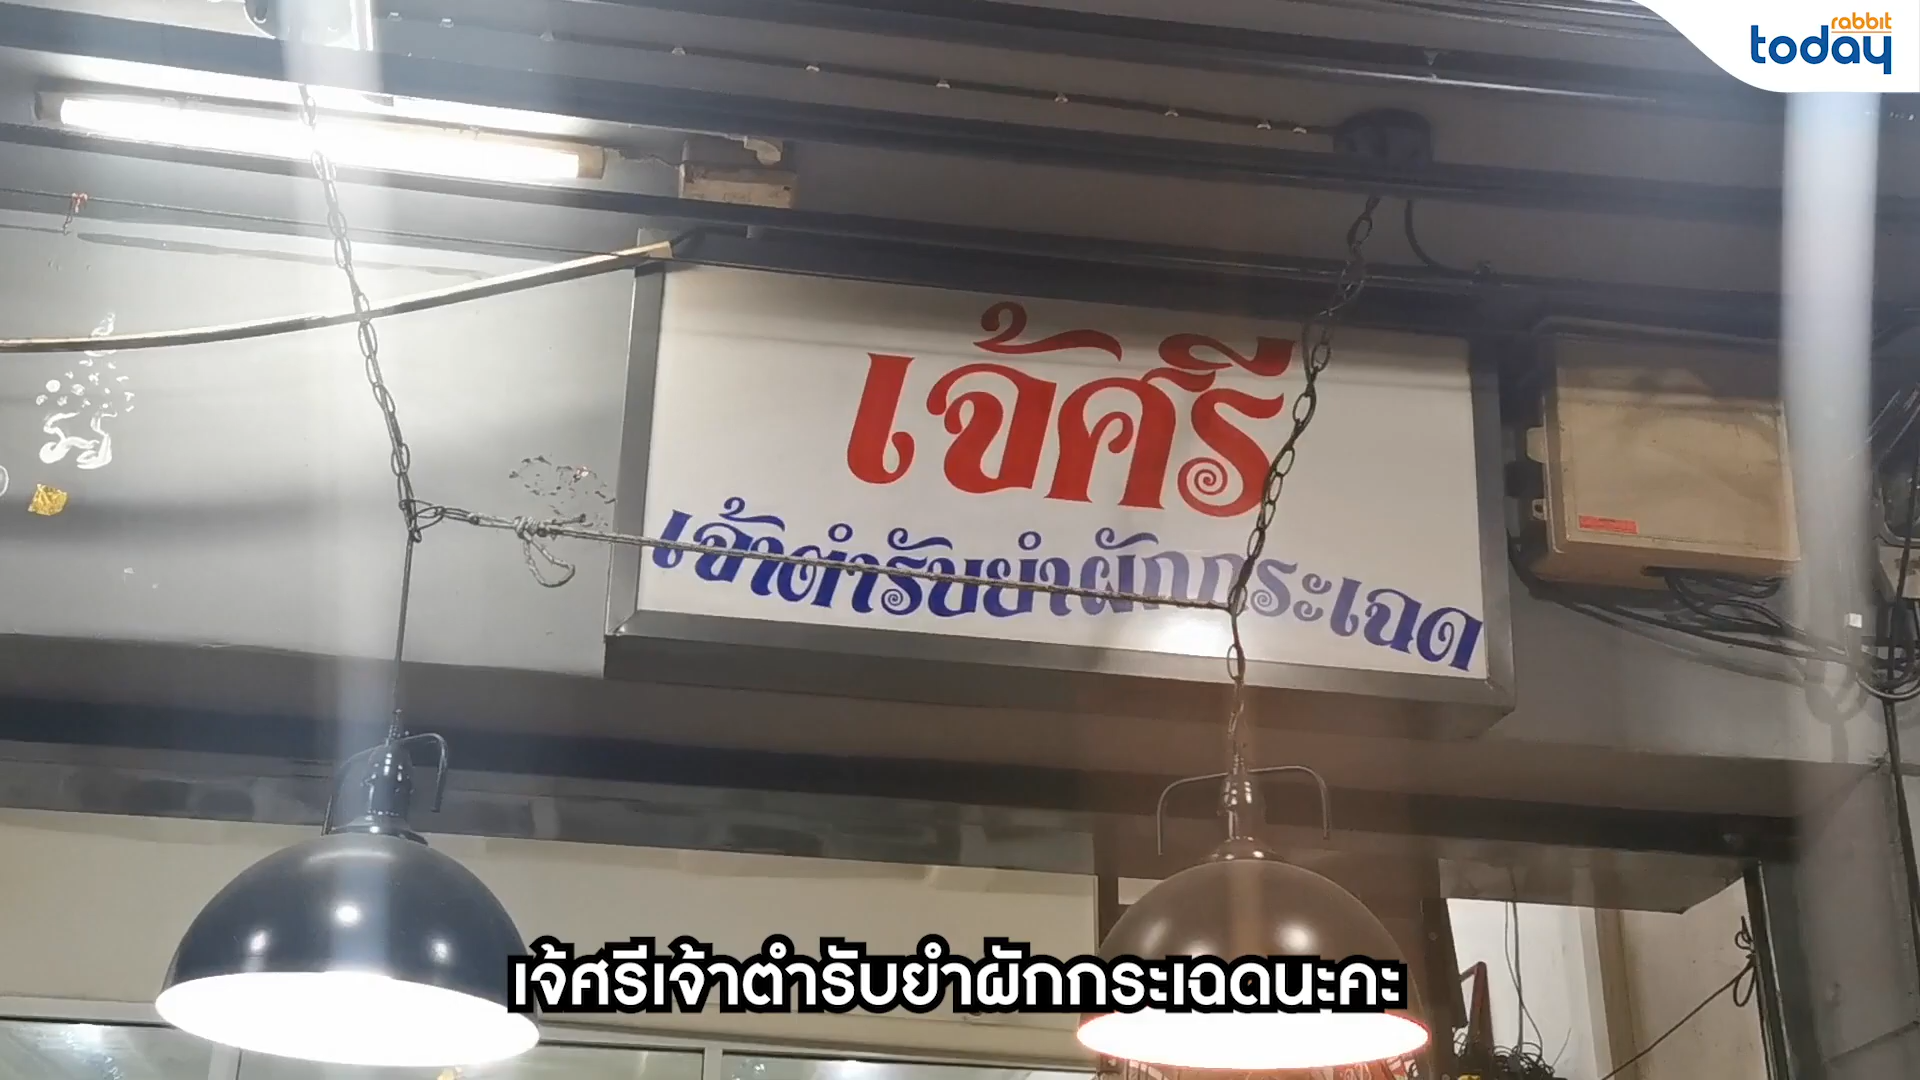 rabbit
today
เจ้ศรี
เจ้าตำรับยำผักกระเฉด
เจ้ศรีเจ้าตำรับยำผักกระเฉดนะคะ